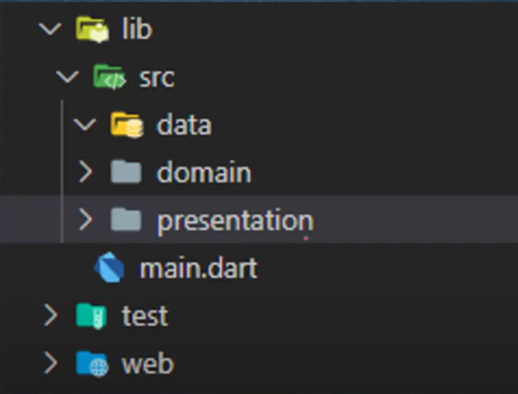 lib
src
data
domain
presentation
main.dart
test
web